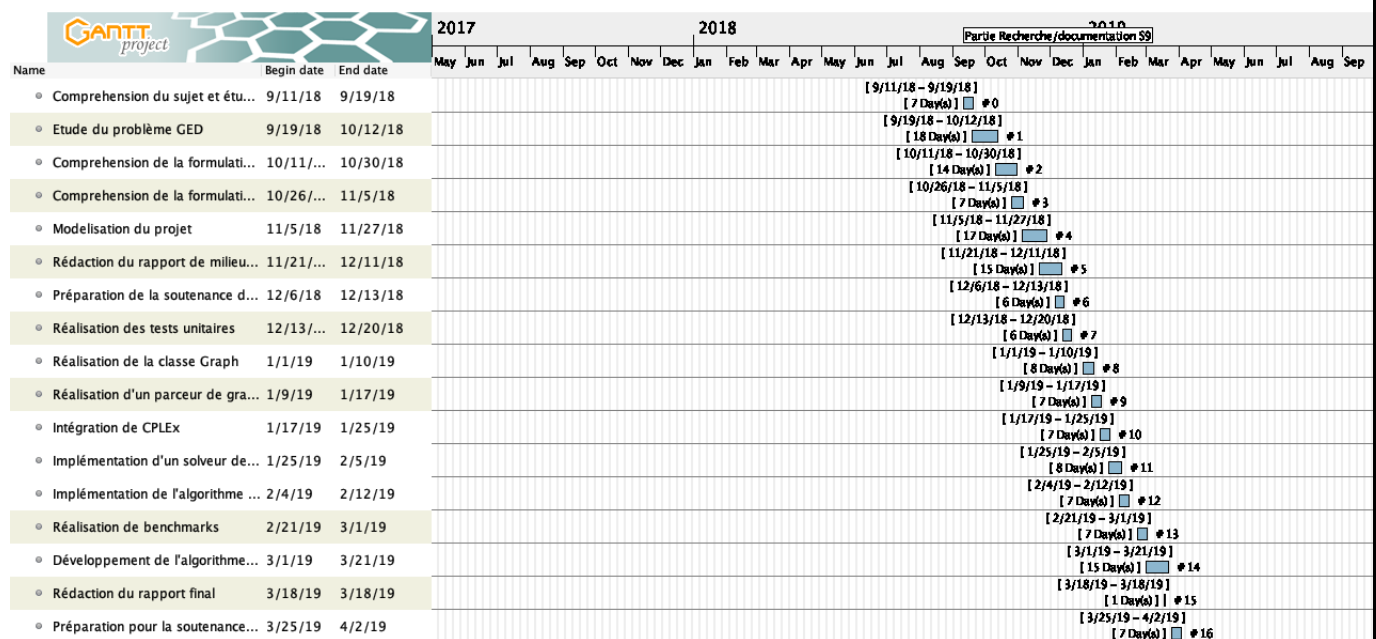 GANTT
project
2017 2018 2019
Partie Recherche/documentation S9
May Jun Jul Aug Sep Oct Nov Dec Jan Feb Mar Apr May Jun Jul Aug Sep Oct Nov Dec Jan Feb Mar Apr May Jun Jul Aug Sep
Name Begin date End date
Comprehension du sujet et étu... 9/11/18 9/19/18
[ 9/11/18 – 9/19/18 ]
[ 7 Day(s) ] #0
Etude du problème GED 9/19/18 10/12/18
[ 9/19/18 – 10/12/18 ]
[ 18 Day(s) ] #1
Comprehension de la formulati... 10/11/... 10/30/18
[ 10/11/18 – 10/30/18 ]
[ 14 Day(s) ] #2
Comprehension de la formulati... 10/26/... 11/5/18
[ 10/26/18 – 11/5/18 ]
[ 7 Day(s) ] #3
Modelisation du projet 11/5/18 11/27/18
[ 11/5/18 – 11/27/18 ]
[ 17 Day(s) ] #4
Rédaction du rapport de milieu... 11/21/... 12/11/18
[ 11/21/18 – 12/11/18 ]
[ 15 Day(s) ] #5
Préparation de la soutenance d... 12/6/18 12/13/18
[ 12/6/18 – 12/13/18 ]
[ 6 Day(s) ] #6
Réalisation des tests unitaires 12/13/... 12/20/18
[ 12/13/18 – 12/20/18 ]
[ 6 Day(s) ] #7
Réalisation de la classe Graph 1/1/19 1/10/19
[ 1/1/19 – 1/10/19 ]
[ 8 Day(s) ] #8
Réalisation d'un parceur de gra... 1/9/19 1/17/19
[ 1/9/19 – 1/17/19 ]
[ 7 Day(s) ] #9
Intégration de CPLEx 1/17/19 1/25/19
[ 1/17/19 – 1/25/19 ]
[ 7 Day(s) ] #10
Implémentation d'un solveur de... 1/25/19 2/5/19
[ 1/25/19 – 2/5/19 ]
[ 8 Day(s) ] #11
Implémentation de l'algorithme ... 2/4/19 2/12/19
[ 2/4/19 – 2/12/19 ]
[ 7 Day(s) ] #12
Réalisation de benchmarks 2/21/19 3/1/19
[ 2/21/19 – 3/1/19 ]
[ 7 Day(s) ] #13
Développement de l'algorithme... 3/1/19 3/21/19
[ 3/1/19 – 3/21/19 ]
[ 15 Day(s) ] #14
Rédaction du rapport final 3/18/19 3/18/19
[ 3/18/19 – 3/18/19 ]
[ 1 Day(s) ] #15
Préparation pour la soutenance... 3/25/19 4/2/19
[ 3/25/19 – 4/2/19 ]
[ 7 Day(s) ] #16